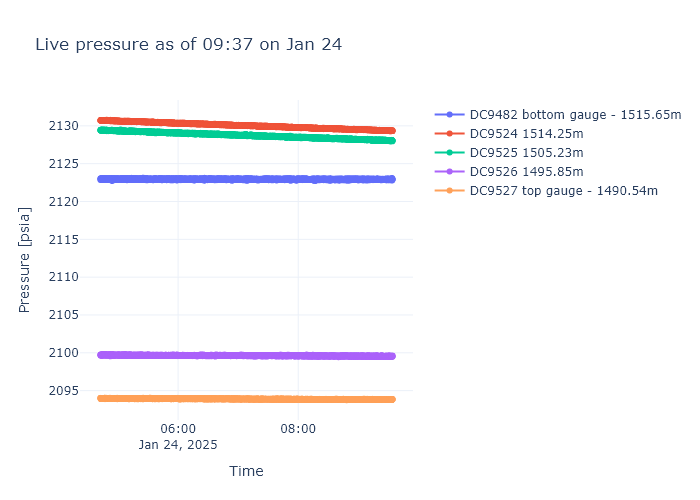 Live pressure as of 09:37 on Jan 24
DC9482 bottom gauge - 1515.65m
DC9524 1514.25m
DC9525 1505.23m
DC9526 1495.85m
DC9527 top gauge - 1490.54m
Pressure [psia]
2130
2125
2120
2115
2110
2105
2100
2095
06:00
08:00
Jan 24, 2025
Time